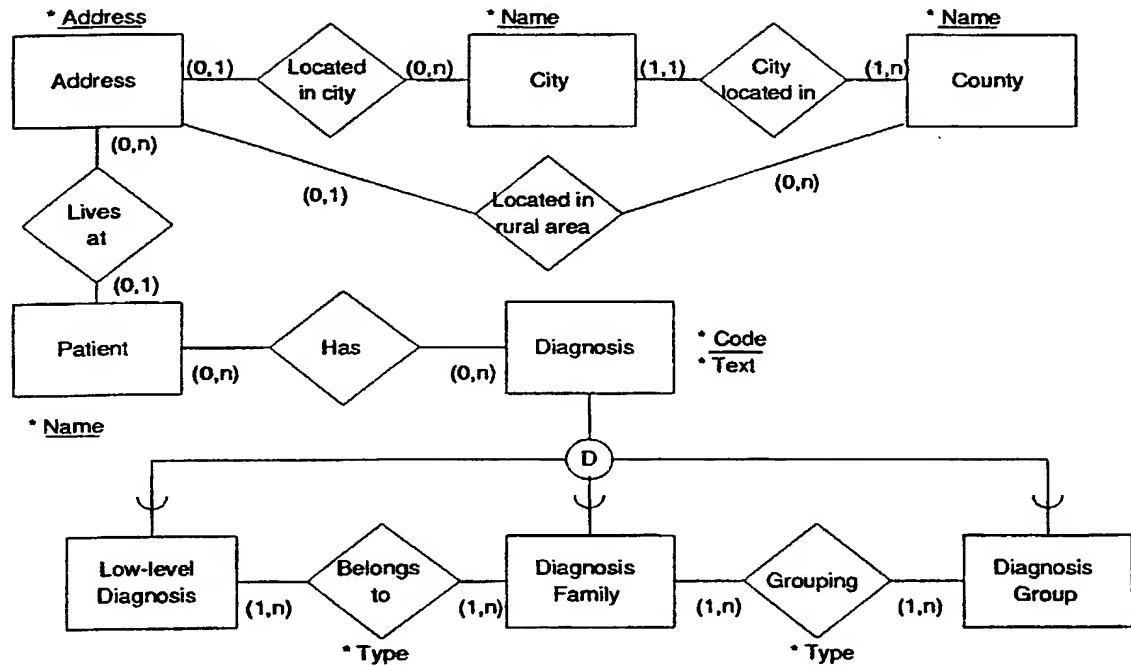 * Address
* Name
* Name
Address
(0,1)
Located
in city
(0,n)
City
(1,1)
City
located in
(1,n)
County
(0,n)
(0,1)
Located in
rural area
(0,n)
Lives
at
(0,1)
Patient
(0,n)
Has
(0,n)
Diagnosis
* Code
* Text
* Name
D
Low-level
Diagnosis
(1,n)
Belongs
to
(1,n)
Diagnosis
Family
(1,n)
Grouping
(1,n)
Diagnosis
Group
* Type
* Type